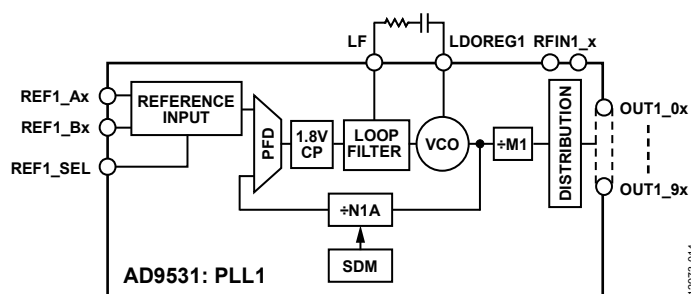 LF
LDOREG1 RFIN1_x
REF1_Ax
REF1_Bx
REF1_SEL
REFERENCE
INPUT
PFD
1.8V
CP
LOOP
FILTER
VCO
÷M1
DISTRIBUTION
OUT1_0x
OUT1_9x
÷N1A
SDM
AD9531: PLL1